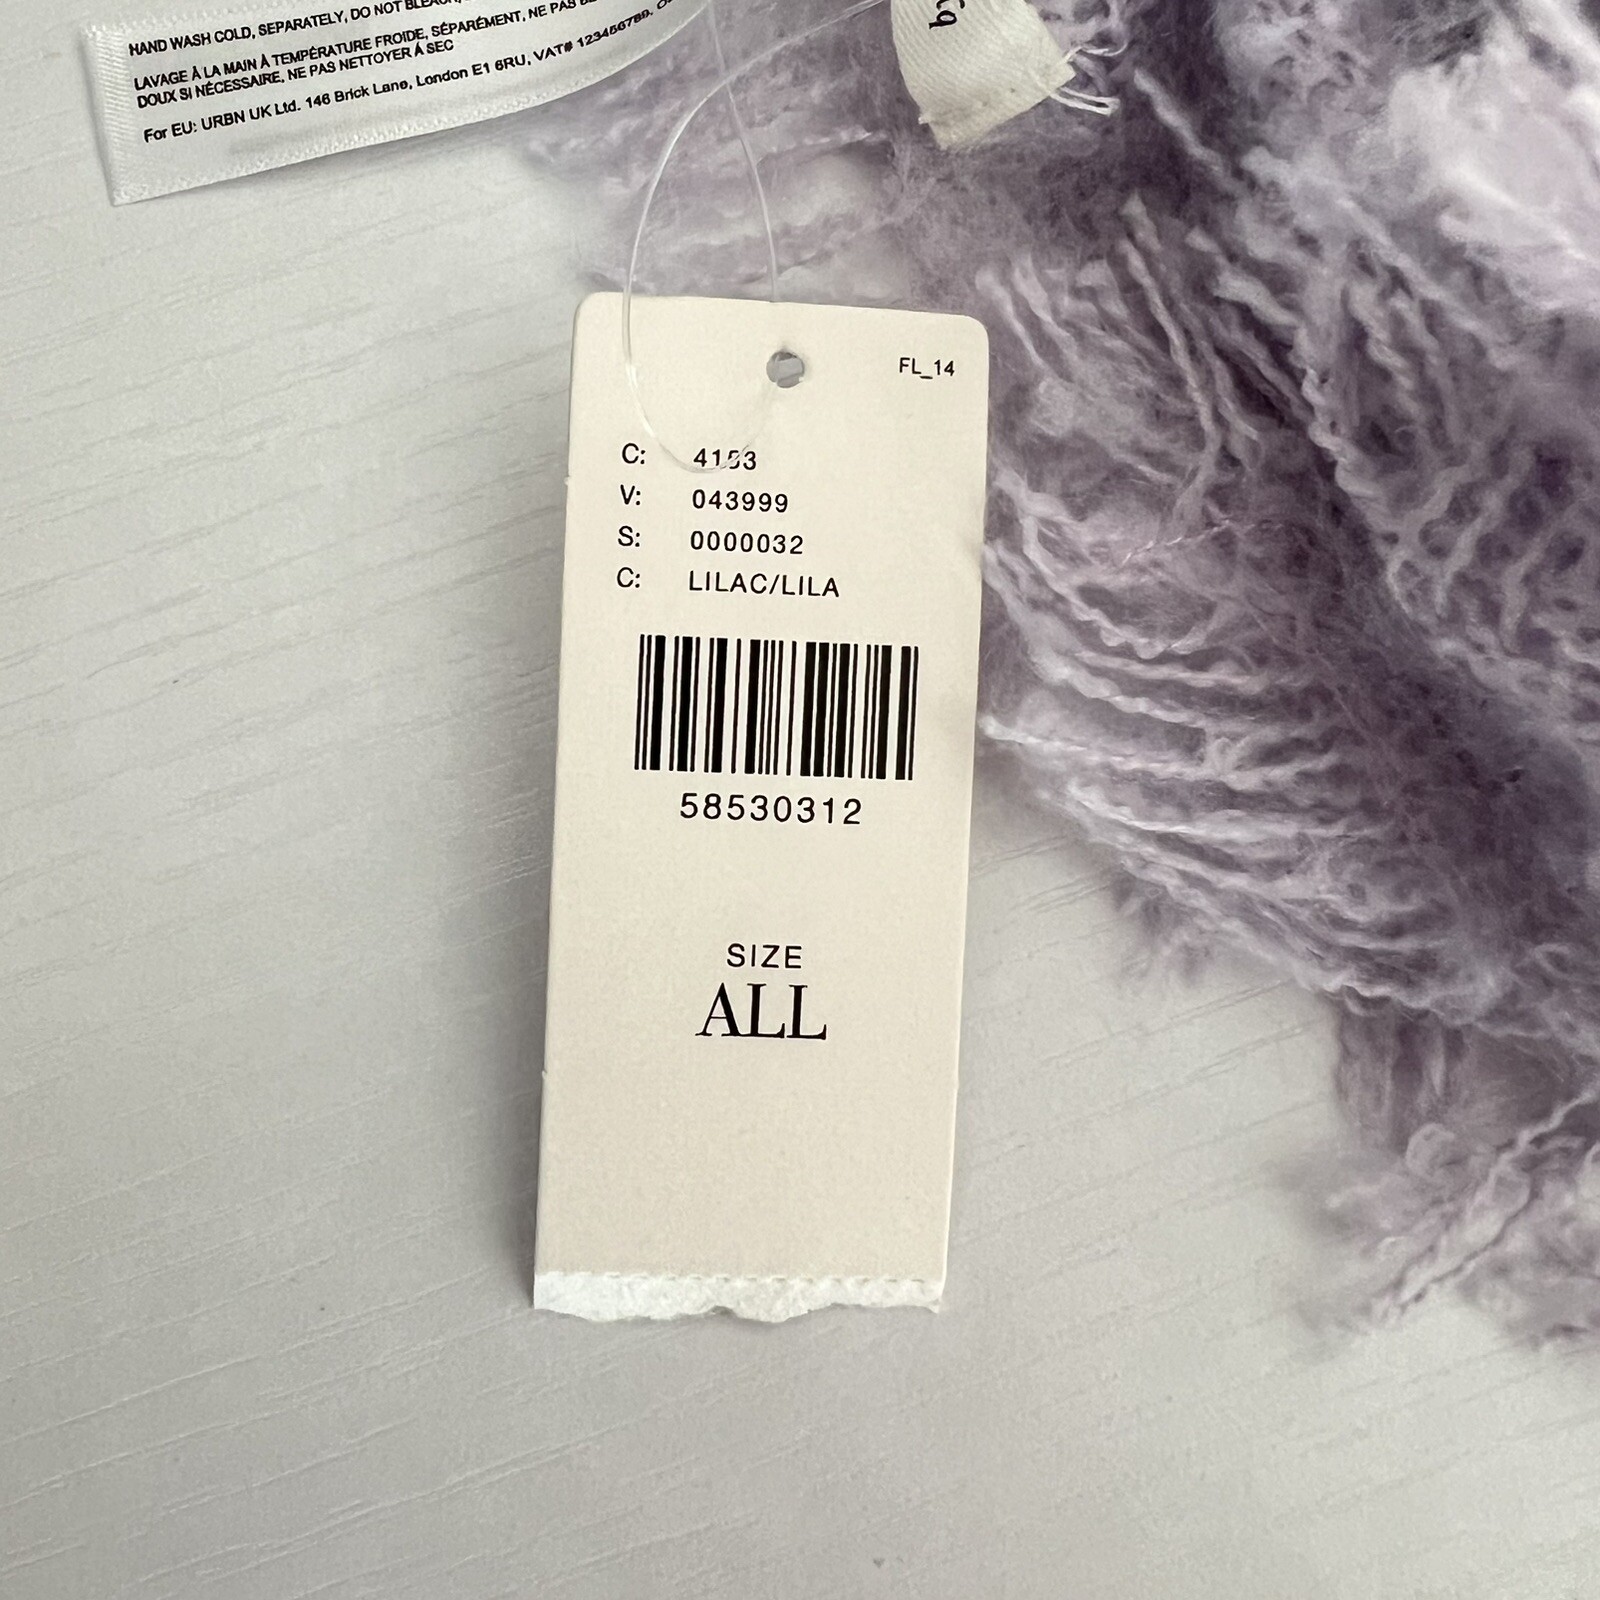 HAND WASH COLD, SEPARATELY, DO NOT BLEACH,
LAVAGE À LA MAIN À TEMPÉRATURE FROIDE, SÉPARÉMENT, NE PAS
DOUX SI NÉCESSAIRE, NE PAS NETTOYER À SEC
For EU: URBN UK Ltd. 146 Brick Lane, London E1 6RU, VAT# 123456789,
FL_14
C: 4153
V: 043999
S: 0000032
C: LILAC/LILA
58530312
SIZE
ALL